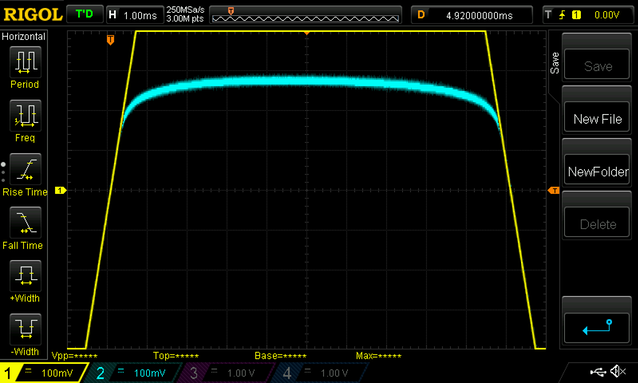 RIGOL T'D H 1.00ms 250MSa/s 3.00M pts D 4.92000000ms T 1 0.00V
Horizontal
Period
Freq
Rise Time
Fall Time
+Width
-Width
T
1
T
Vpp=***** Top=***** Base=***** Max=*****
Save
Save
New File
NewFolder
Delete
1 100mV 2 100mV 3 1.00 V 4 1.00 V